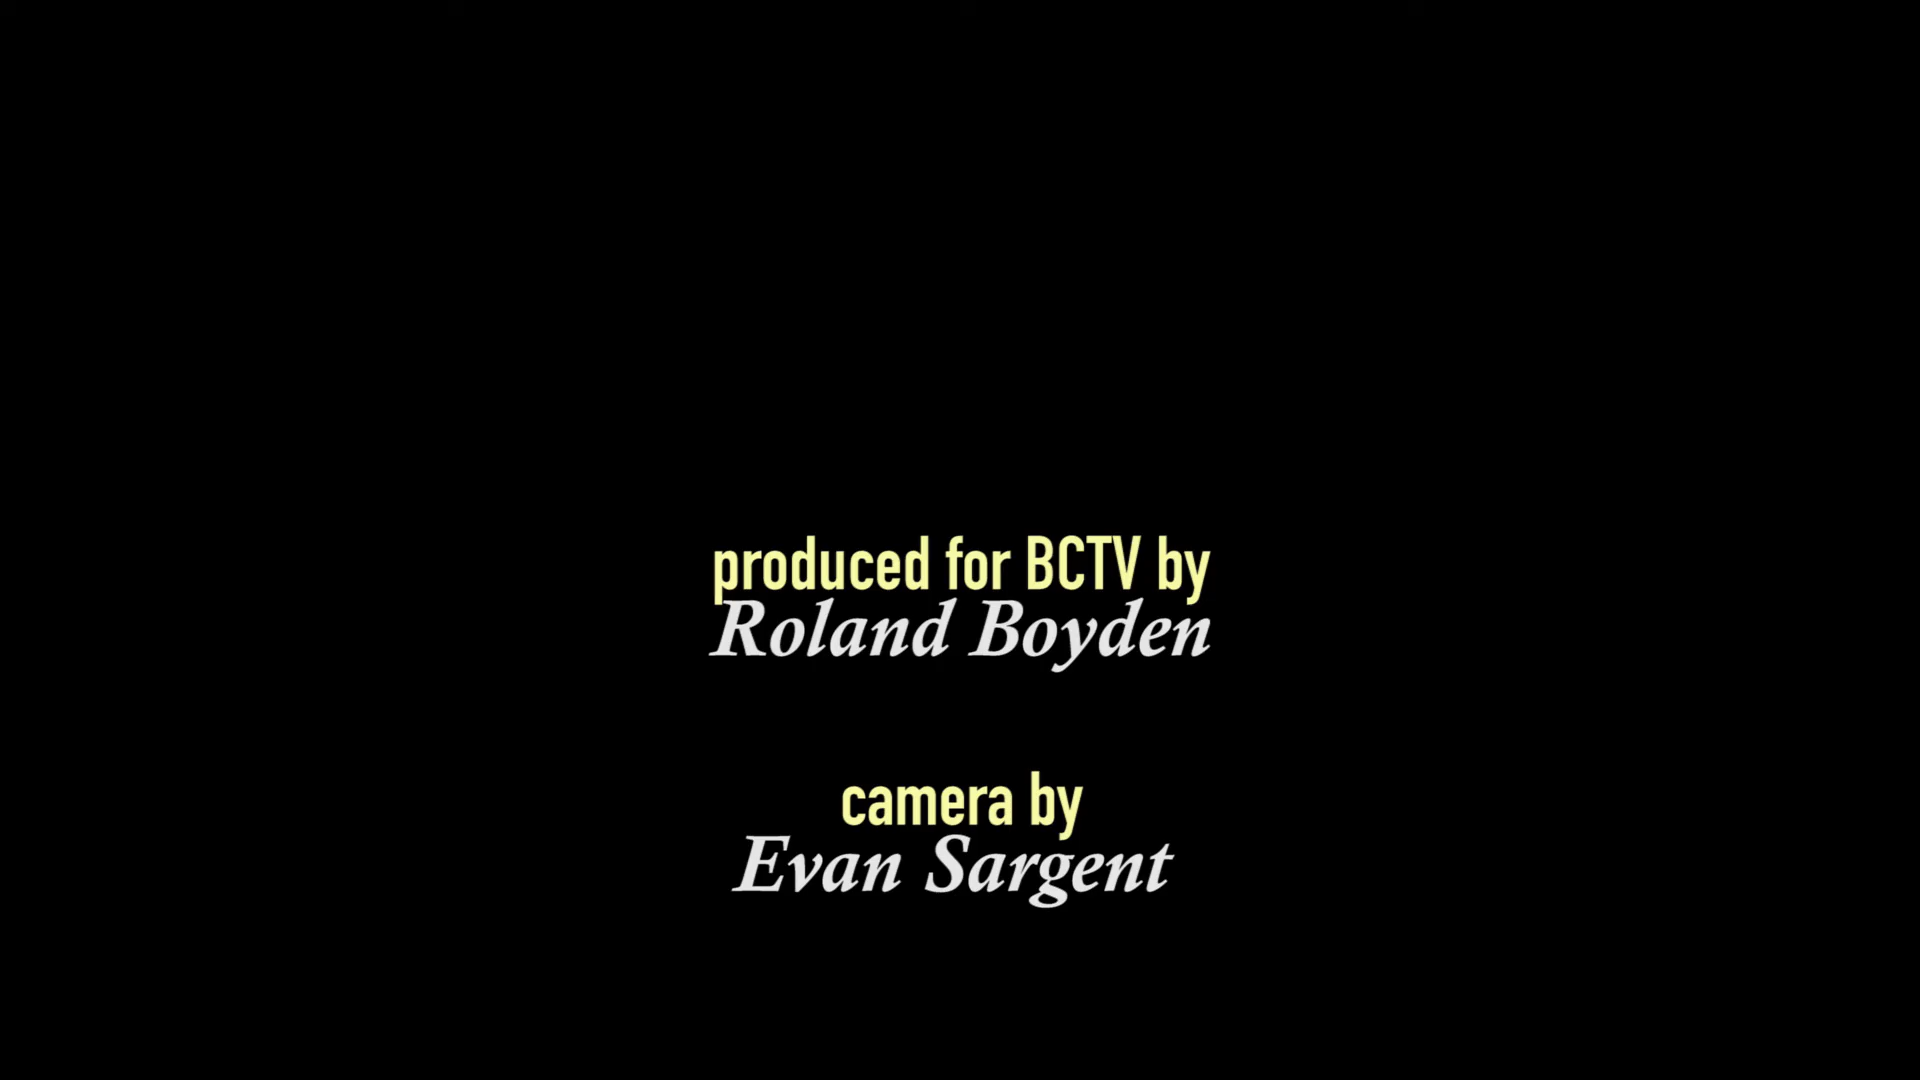 produced for BCTV by
Roland Boyden
camera by
Evan Sargent